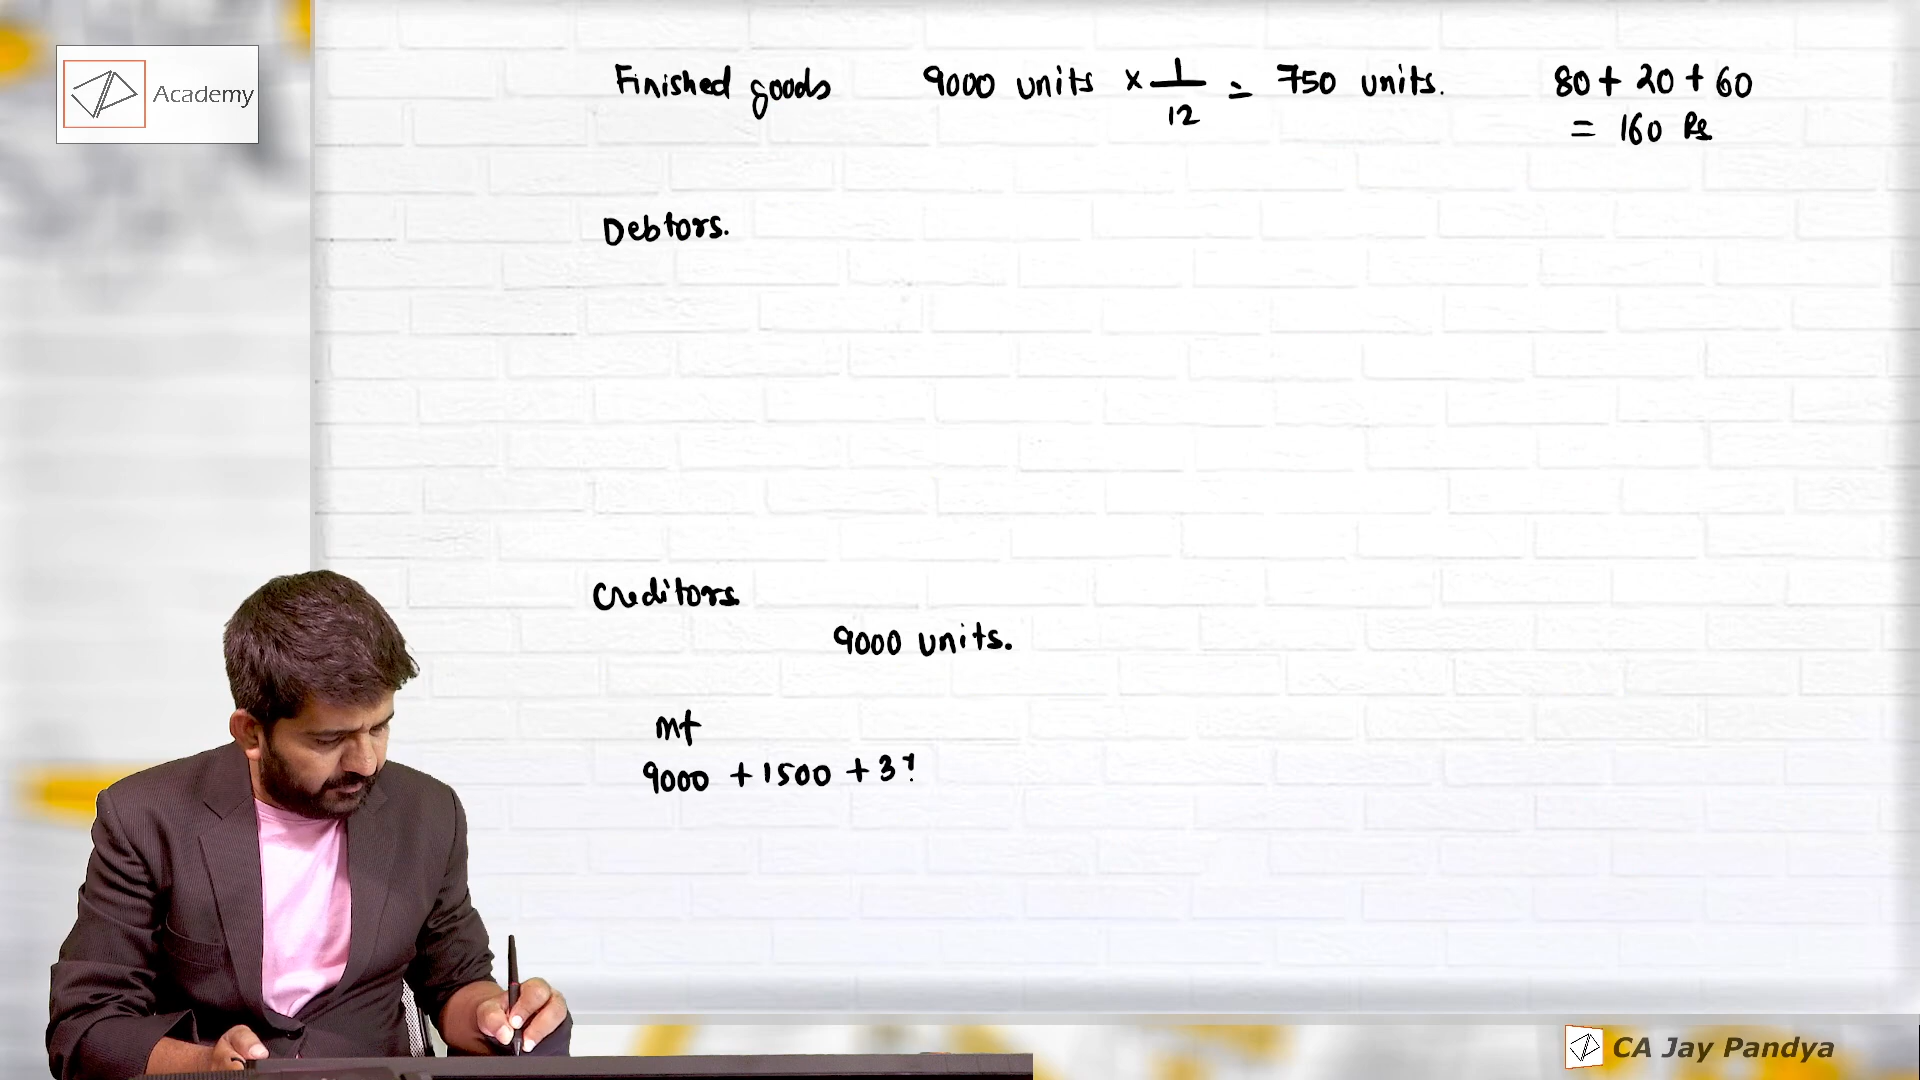 Academy
Finished goods 9000 units × 1/12 = 750 units. 80 + 20 + 60
= 160 Rs
Debtors.
Creditors
9000 units.
9000 + 1500 + 3
CA Jay Pandya